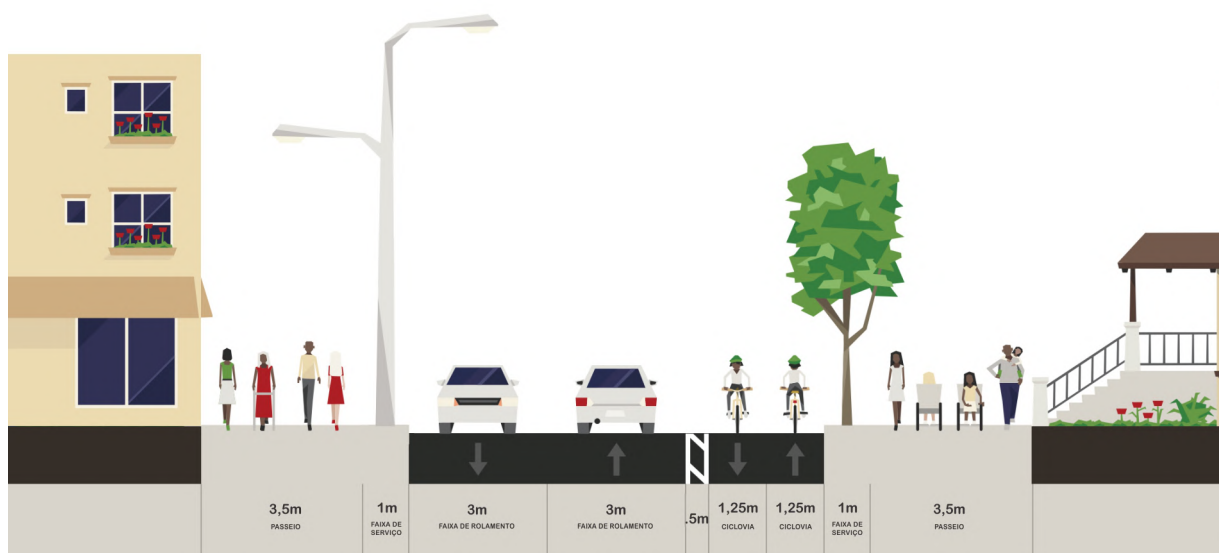 3,5m
PASSEIO
1m
FAIXA DE
SERVIÇO
3m
FAIXA DE ROLAMENTO
3m
FAIXA DE ROLAMENTO
.5m
1,25m
CICLOVIA
1,25m
CICLOVIA
1m
FAIXA DE
SERVIÇO
3,5m
PASSEIO